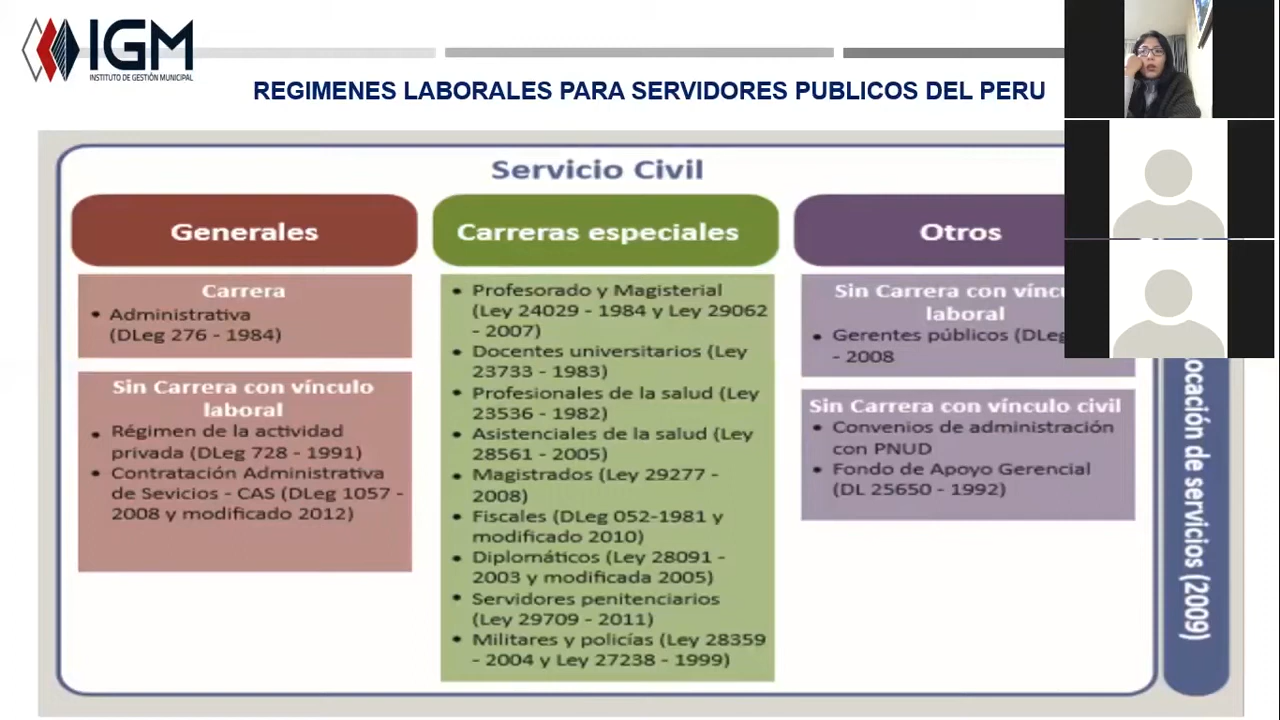 IGM
INSTITUTO DE GESTIÓN MUNICIPAL
REGIMENES LABORALES PARA SERVIDORES PUBLICOS DEL PERU
Servicio Civil
Generales
Carrera
• Administrativa
(DLeg 276 - 1984)
Sin Carrera con vínculo
laboral
• Régimen de la actividad
privada (DLeg 728 - 1991)
• Contratación Administrativa
de Sevicios - CAS (DLeg 1057 -
2008 y modificado 2012)
Carreras especiales
• Profesorado y Magisterial
(Ley 24029 - 1984 y Ley 29062
- 2007)
• Docentes universitarios (Ley
23733 - 1983)
• Profesionales de la salud (Ley
23536 - 1982)
• Asistenciales de la salud (Ley
28561 - 2005)
• Magistrados (Ley 29277 -
2008)
• Fiscales (DLeg 052-1981 y
modificado 2010)
• Diplomáticos (Ley 28091 -
2003 y modificada 2005)
• Servidores penitenciarios
(Ley 29709 - 2011)
• Militares y policías (Ley 28359
- 2004 y Ley 27238 - 1999)
Otros
Sin Carrera con
laboral
• Gerentes públicos
- 2008
Sin Carrera con vínculo civil
• Convenios de administración
con PNUD
• Fondo de Apoyo Gerencial
(DL 25650 - 1992)
de servicios (2009)